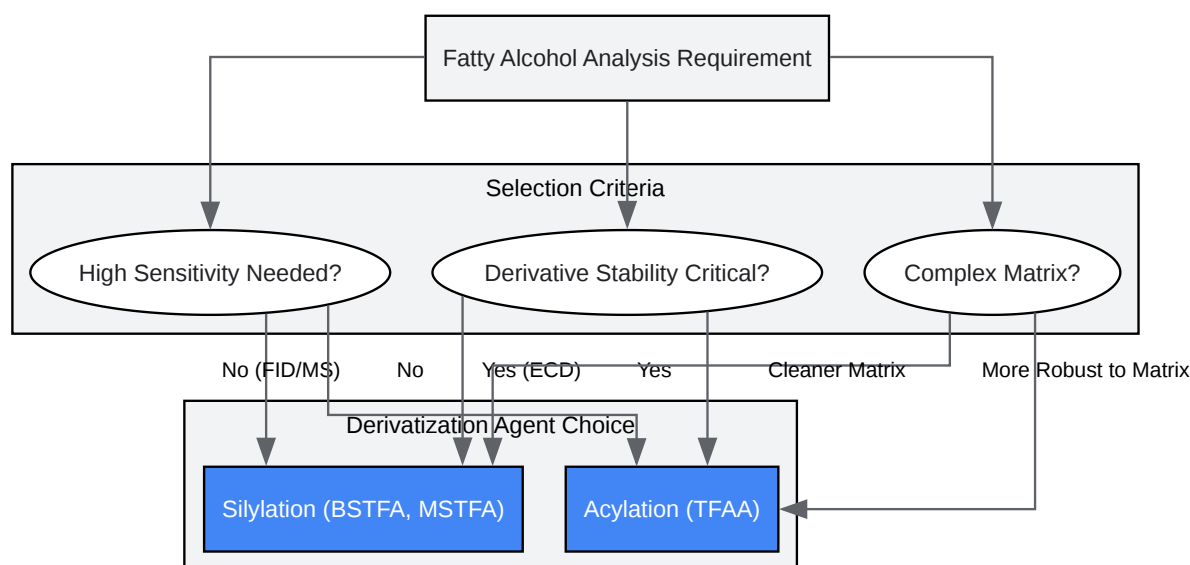 Fatty Alcohol Analysis Requirement
Selection Criteria
High Sensitivity Needed?
Derivative Stability Critical?
Complex Matrix?
No (FID/MS)
No
Yes (ECD)
Yes
Cleaner Matrix
More Robust to Matrix
Derivatization Agent Choice
Silylation (BSTFA, MSTFA)
Acylation (TFAA)